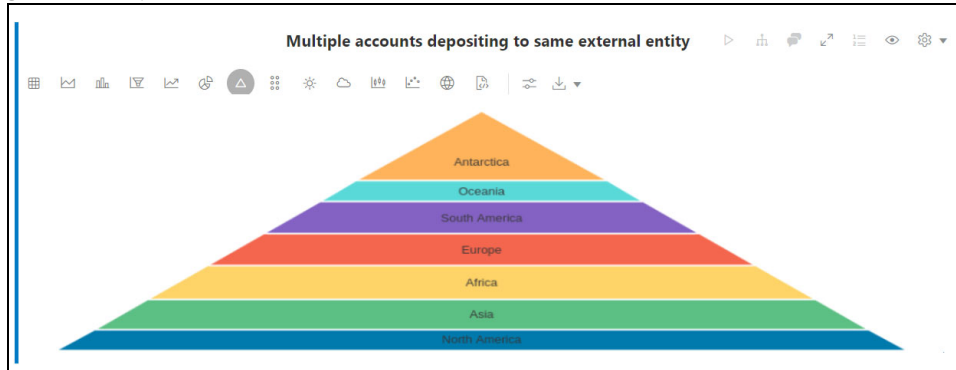 Multiple accounts depositing to same external entity
Antarctica
Oceania
South America
Europe
Africa
Asia
North America